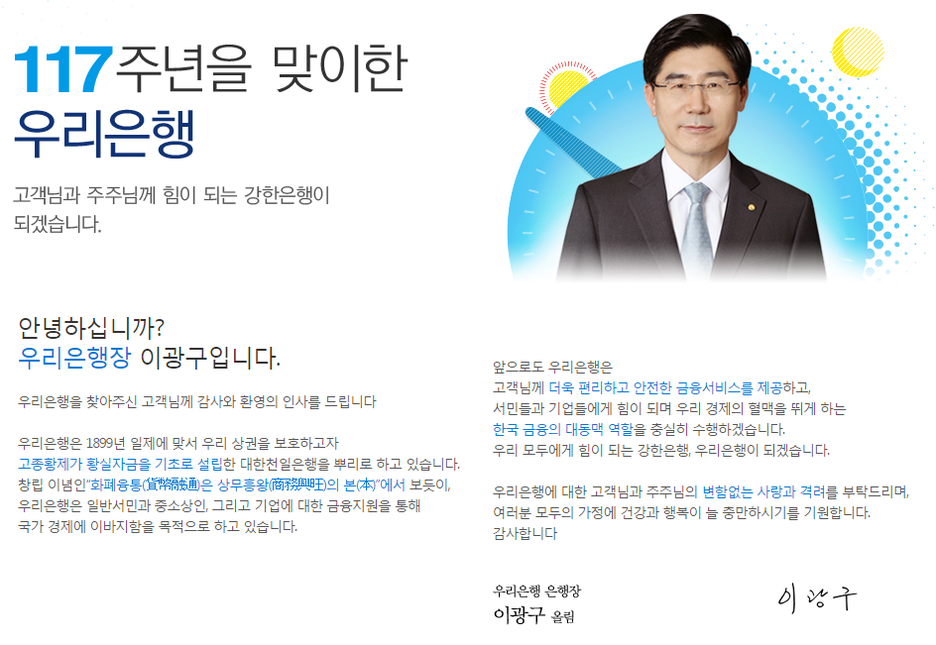 117주년을 맞이한
우리은행
고객님과 주주님께 힘이 되는 강한은행이
되겠습니다.
안녕하십니까?
우리은행장 이광구입니다.
우리은행을 찾아주신 고객님께 감사와 환영의 인사를 드립니다
우리은행은 1899년 일제에 맞서 우리 상권을 보호하고자
고종황제가 황실자금을 기초로 설립한 대한천일은행을 뿌리로 하고 있습니다.
창립 이념인"화폐융통(貨幣融通)은 상무흥왕(商務興旺)의 본(本)"에서 보듯이,
우리은행은 일반서민과 중소상인, 그리고 기업에 대한 금융지원을 통해
국가 경제에 이바지함을 목적으로 하고 있습니다.
앞으로도 우리은행은
고객님께 더욱 편리하고 안전한 금융서비스를 제공하고,
서민들과 기업들에게 힘이 되며 우리 경제의 혈맥을 뛰게 하는
한국 금융의 대동맥 역할을 충실히 수행하겠습니다.
우리 모두에게 힘이 되는 강한은행, 우리은행이 되겠습니다.
우리은행에 대한 고객님과 주주님의 변함없는 사랑과 격려를 부탁드리며,
여러분 모두의 가정에 건강과 행복이 늘 충만하시기를 기원합니다.
감사합니다
우리은행 은행장
이광구 올림
이광구